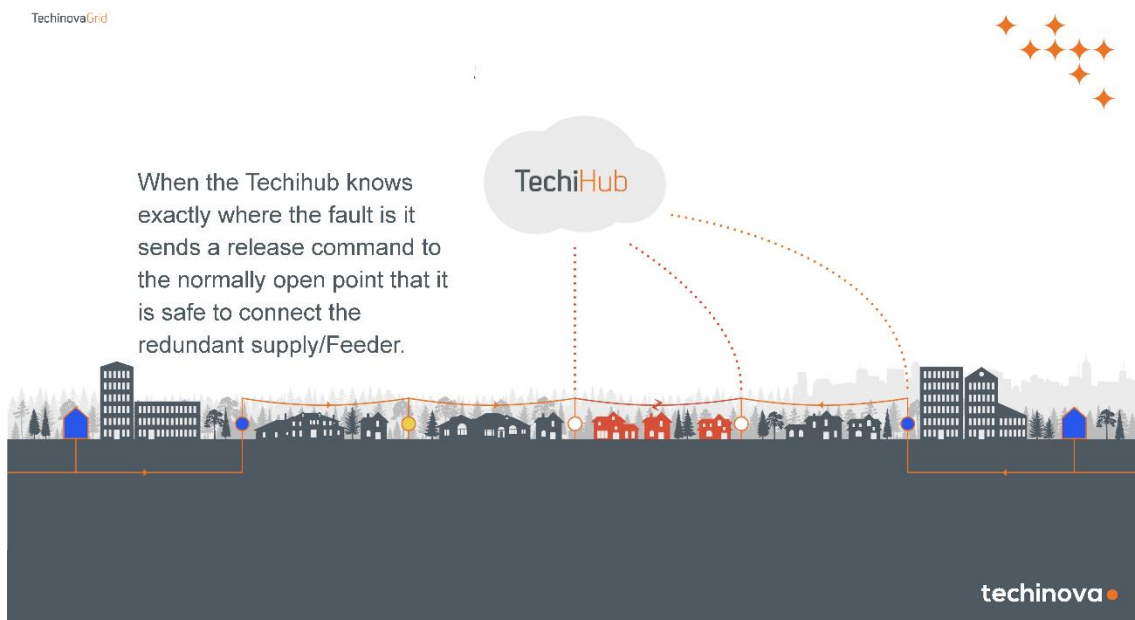 TechinovaGrid
TechiHub
When the Techihub knows
exactly where the fault is it
sends a release command to
the normally open point that it
is safe to connect the
redundant supply/Feeder.
techinova